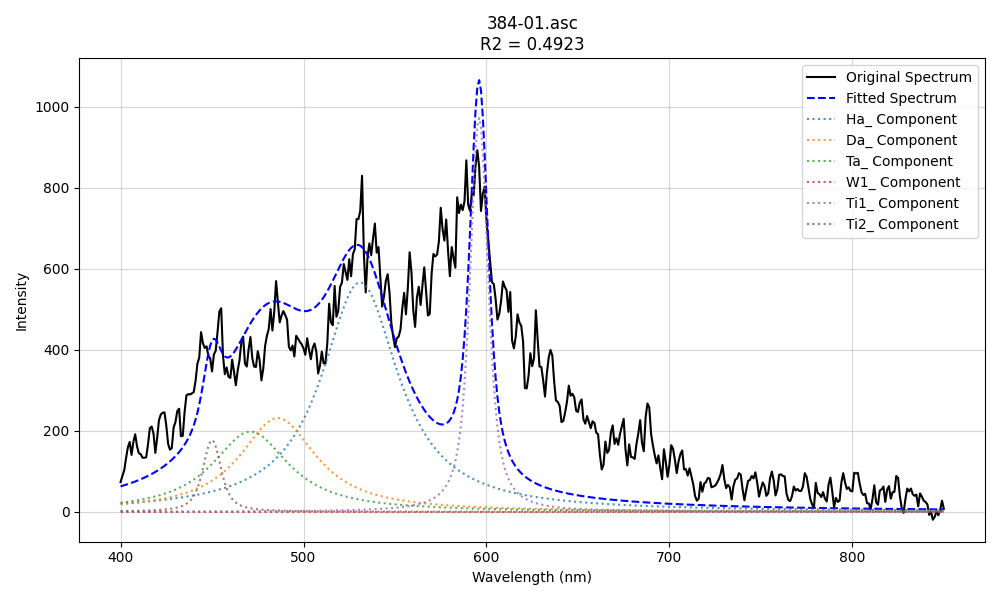 384-01.asc
R2 = 0.4923
Original Spectrum
Fitted Spectrum
Ha_ Component
Da_ Component
Ta_ Component
W1_ Component
Ti1_ Component
Ti2_ Component
Intensity
1000
800
600
400
200
0
400
500
600
700
800
Wavelength (nm)